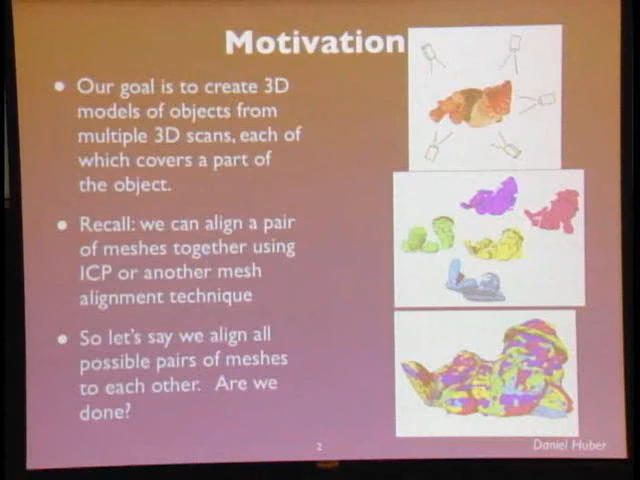 Motivation
• Our goal is to create 3D
models of objects from
multiple 3D scans, each of
which covers a part of
the object.
• Recall: we can align a pair
of meshes together using
ICP or another mesh
alignment technique
• So let's say we align all
possible pairs of meshes
to each other. Are we
done?
2
Daniel Huber